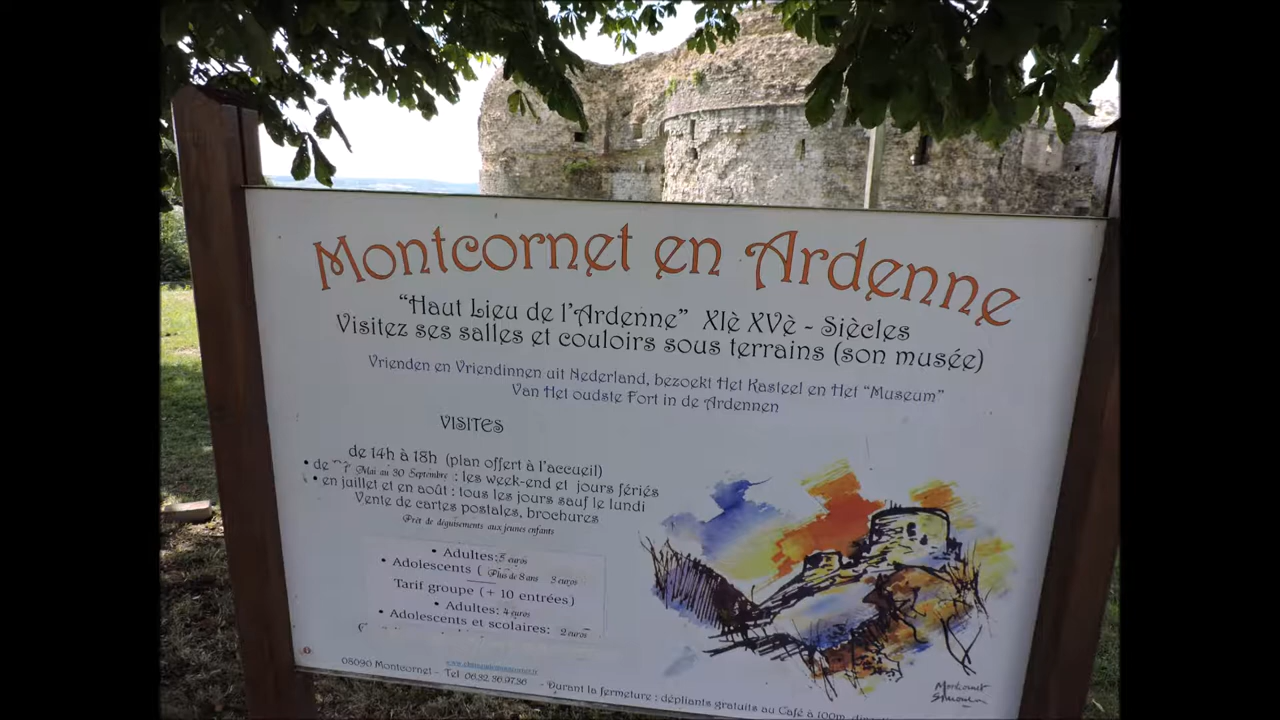 Montcornet en Ardenne
“Haut Lieu de l'Ardenne” XIè XVè - Siècles
Visitez ses salles et couloirs sous terrains (son musée)
Vrienden en Vriendinnen uit Nederland, bezoekt Het Kasteel en Het “Museum”
Van Het oudste Fort in de Ardennen
VISITES
de 14h à 18h (plan offert à l'accueil)
• de Mai au 30 Septembre : les week-end et jours fériés
• en juillet et en août : tous les jours sauf le lundi
Vente de cartes postales, brochures
Prêt de déguisements aux jeunes enfants
• Adultes: 5 euros
• Adolescents ( Plus de 8 ans 3 euros
Tarif groupe (+ 10 entrées)
• Adultes: 4 euros
• Adolescents et scolaires: 2 euros
08090 Montcornet - Tel 06.32.36.97.36 - Durant la fermeture : dépliants gratuits au Café à 100m,
Montcornet